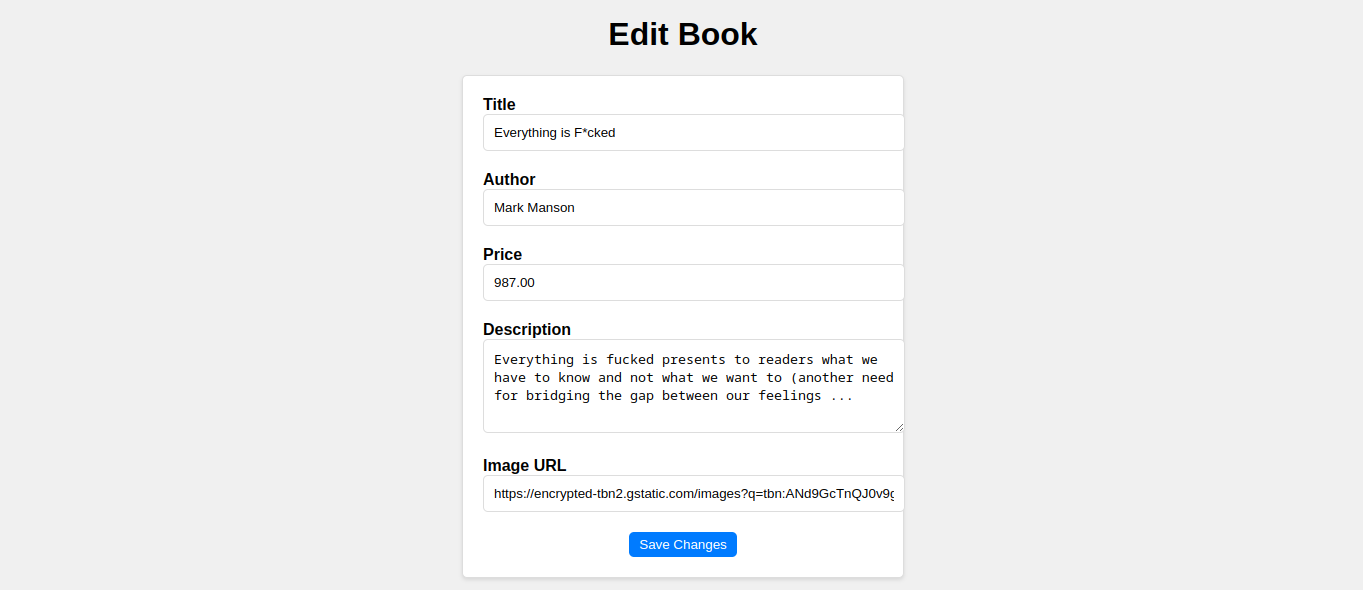 Edit Book
Title
Everything is F*cked
Author
Mark Manson
Price
987.00
Description
Everything is fucked presents to readers what we
have to know and not what we want to (another need
for bridging the gap between our feelings ...
Image URL
https://encrypted-tbn2.gstatic.com/images?q=tbn:ANd9GcTnQJ0v9g
Save Changes